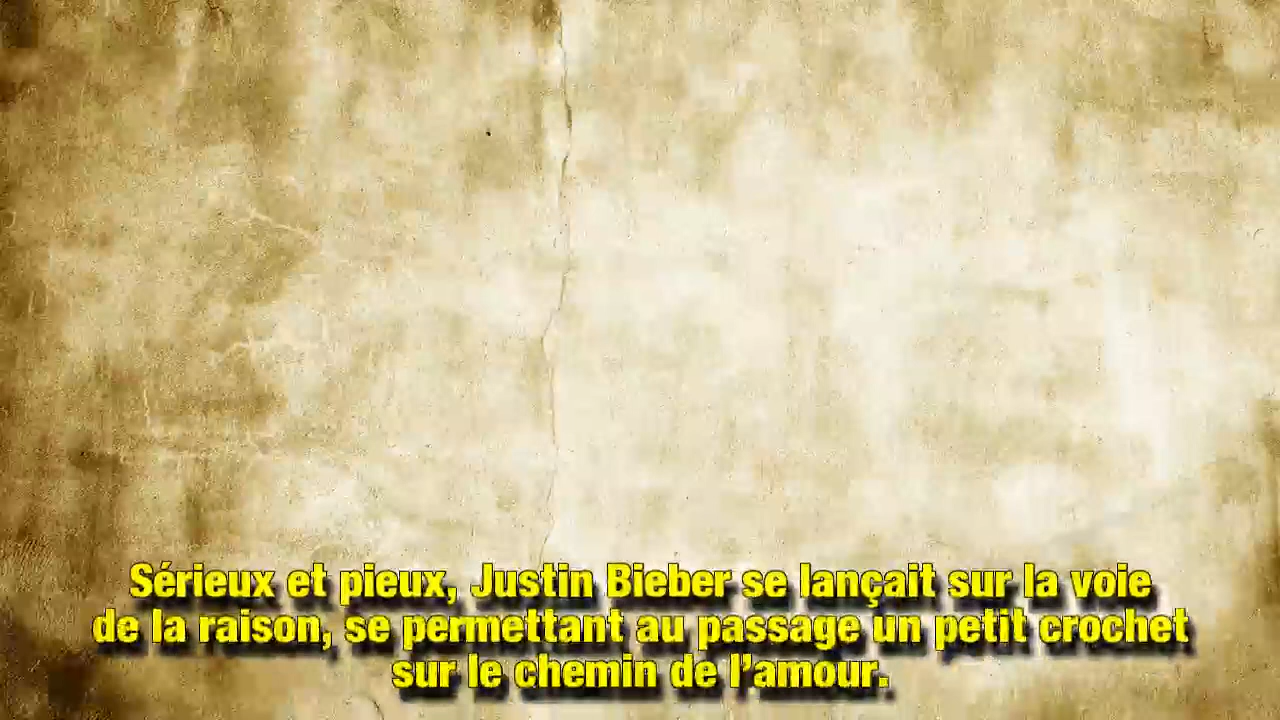 Sérieux et pieux, Justin Bieber se lançait sur la voie
de la raison, se permettant au passage un petit crochet
sur le chemin de l’amour.